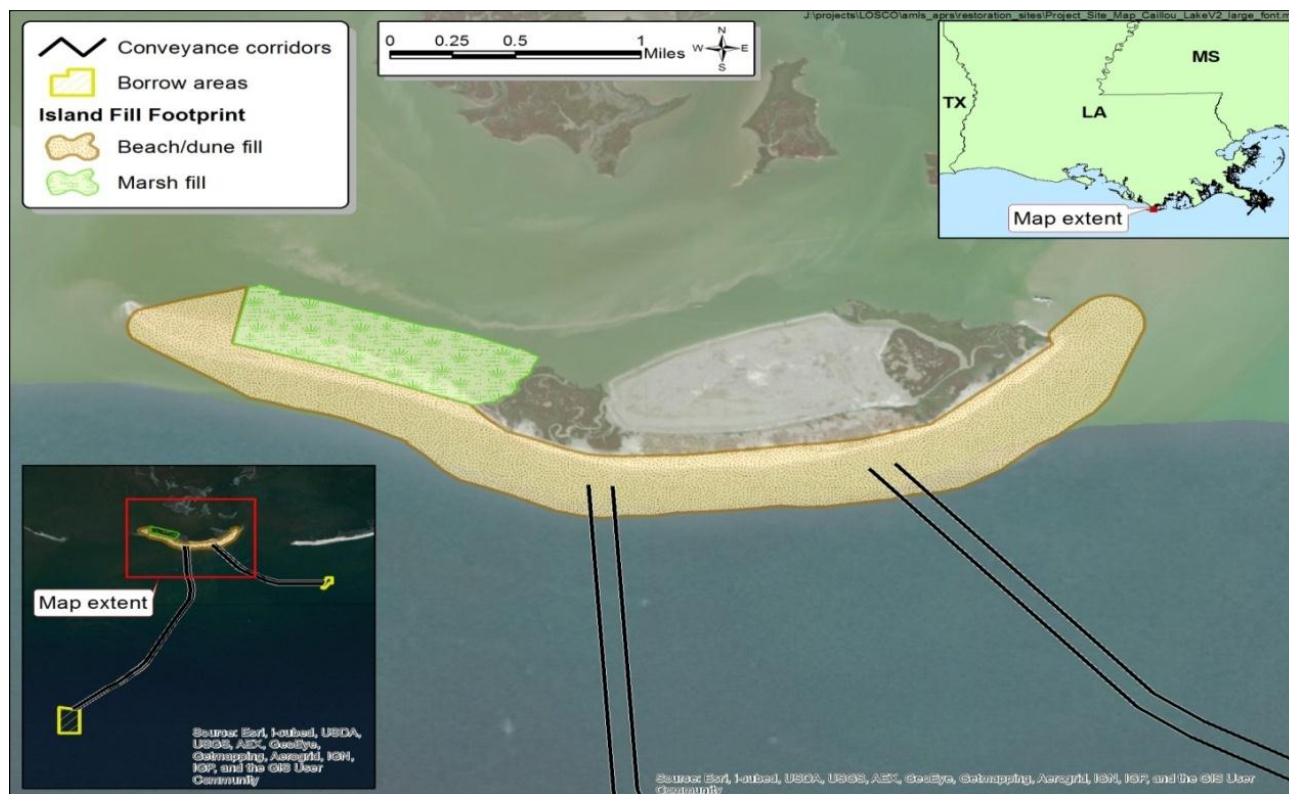 J:\projects\LOSCO\amls_aprs\restoration_sites\Project_Site_Map_Caillou_LakeV2_large_font.m
Conveyance corridors
Borrow areas
Island Fill Footprint
Beach/dune fill
Marsh fill
0 0.25 0.5 1
Miles
N
W E
S
MS
TX
LA
Map extent
Map extent
Source: Esri, i-cubed, USDA,
USGS, AEX, GeoEye,
Getmapping, Aerogrid, IGN,
IGP, and the GIS User
Community
Source: Esri, i-cubed, USDA, USGS, AEX, GeoEye, Getmapping, Aerogrid, IGN, IGP, and the GIS User
Community